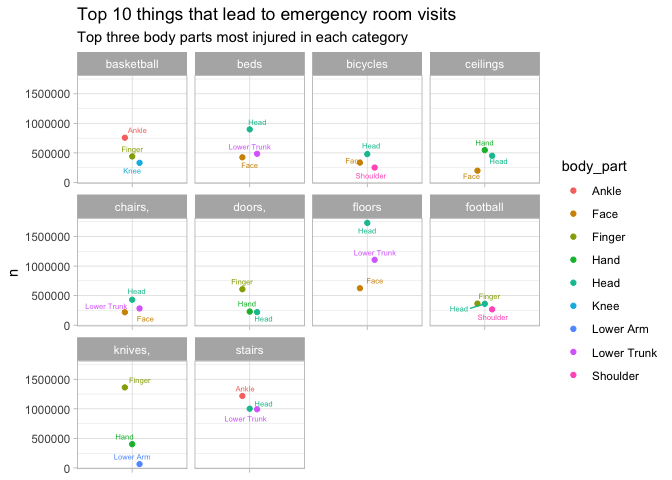 Top 10 things that lead to emergency room visits
Top three body parts most injured in each category
basketball beds bicycles ceilings
1500000
1000000
500000
0
Ankle
Finger
Knee
Head
Lower Trunk
Face
Head
Face
Shoulder
Hand
Head
Face
chairs, doors, floors football
1500000
1000000
500000
0
Head
Lower Trunk
Face
Finger
Hand
Head
Head
Lower Trunk
Face
Finger
Head
Shoulder
knives, stairs
1500000
1000000
500000
0
Finger
Hand
Lower Arm
Ankle
Head
Lower Trunk
n
body_part
Ankle
Face
Finger
Hand
Head
Knee
Lower Arm
Lower Trunk
Shoulder